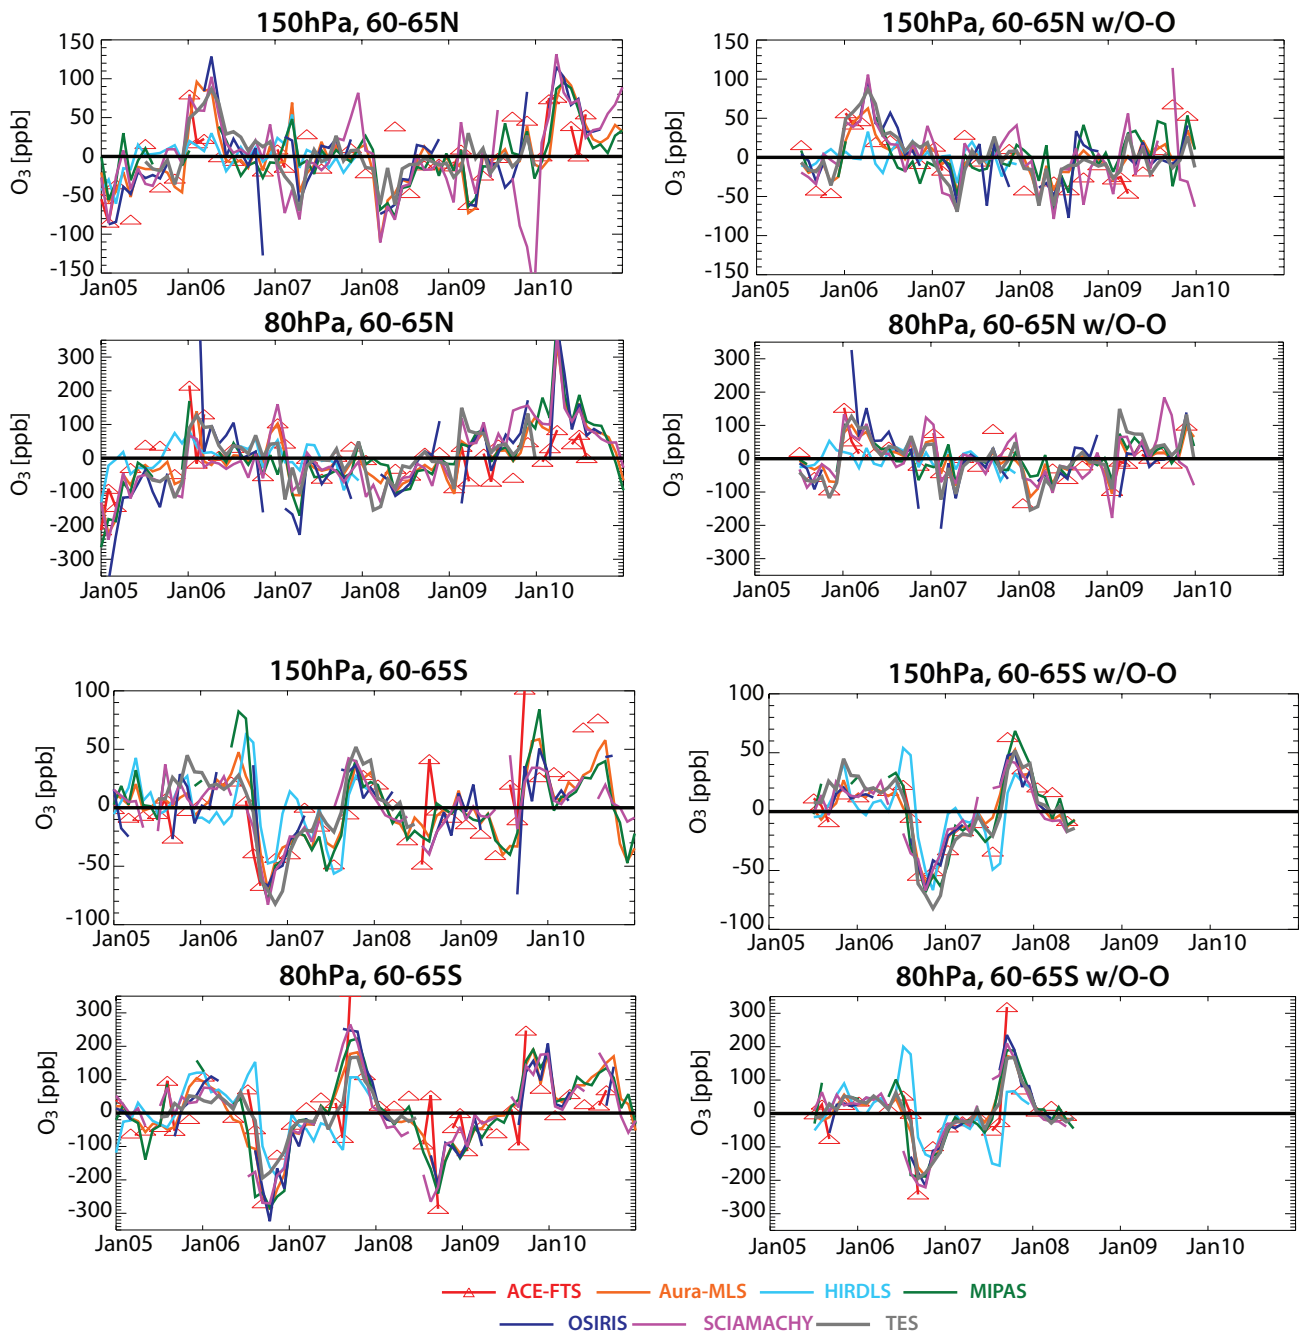 150hPa, 60-65N
O3 [ppb]
150
100
50
0
-50
-100
-150
Jan05 Jan06 Jan07 Jan08 Jan09 Jan10
150hPa, 60-65N w/O-O
O3 [ppb]
150
100
50
0
-50
-100
-150
Jan05 Jan06 Jan07 Jan08 Jan09 Jan10
80hPa, 60-65N
O3 [ppb]
300
200
100
0
-100
-200
-300
Jan05 Jan06 Jan07 Jan08 Jan09 Jan10
80hPa, 60-65N w/O-O
O3 [ppb]
300
200
100
0
-100
-200
-300
Jan05 Jan06 Jan07 Jan08 Jan09 Jan10
150hPa, 60-65S
O3 [ppb]
100
50
0
-50
-100
Jan05 Jan06 Jan07 Jan08 Jan09 Jan10
150hPa, 60-65S w/O-O
O3 [ppb]
100
50
0
-50
-100
Jan05 Jan06 Jan07 Jan08 Jan09 Jan10
80hPa, 60-65S
O3 [ppb]
300
200
100
0
-100
-200
-300
Jan05 Jan06 Jan07 Jan08 Jan09 Jan10
80hPa, 60-65S w/O-O
O3 [ppb]
300
200
100
0
-100
-200
-300
Jan05 Jan06 Jan07 Jan08 Jan09 Jan10
ACE-FTS Aura-MLS HIRDLS MIPAS
OSIRIS SCIAMACHY TES